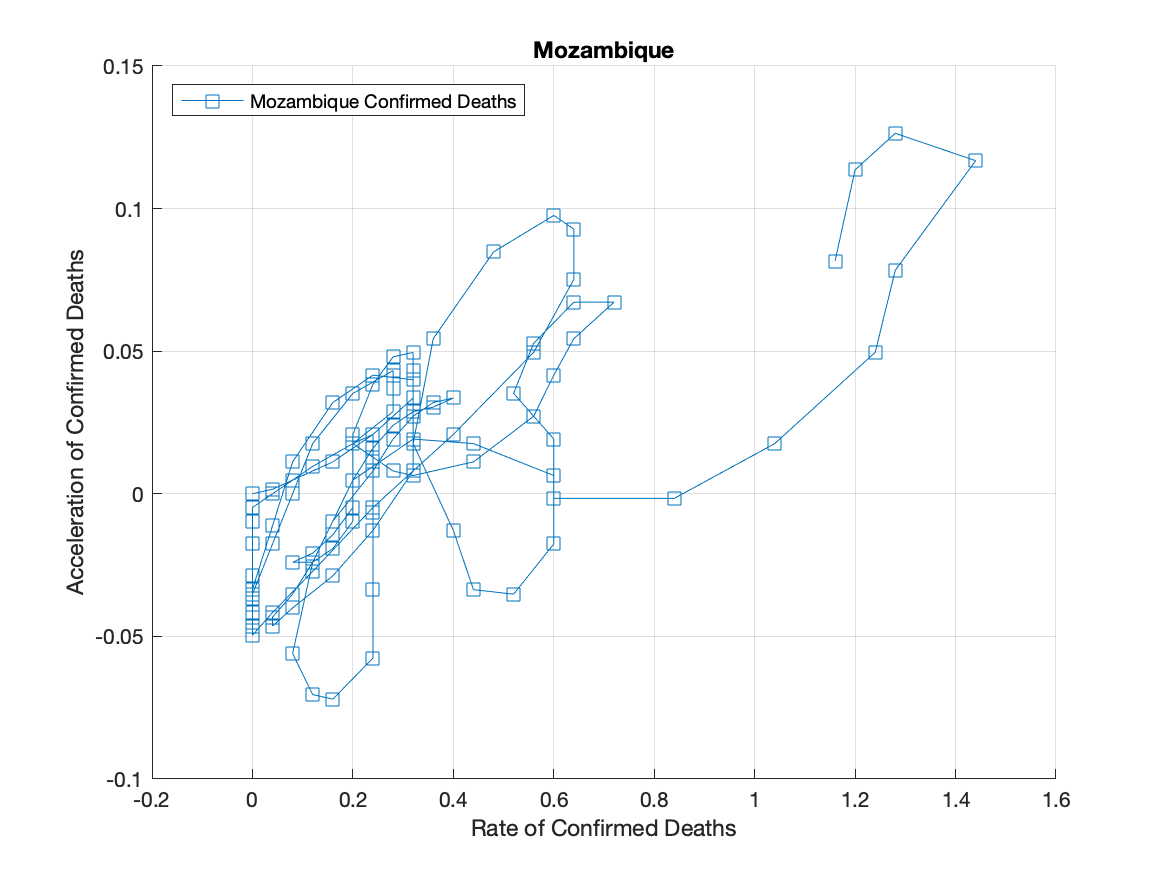 Mozambique
0.15
Mozambique Confirmed Deaths
0.1
0.05
0
-0.05
-0.1
Acceleration of Confirmed Deaths
-0.2 0 0.2 0.4 0.6 0.8 1 1.2 1.4 1.6
Rate of Confirmed Deaths